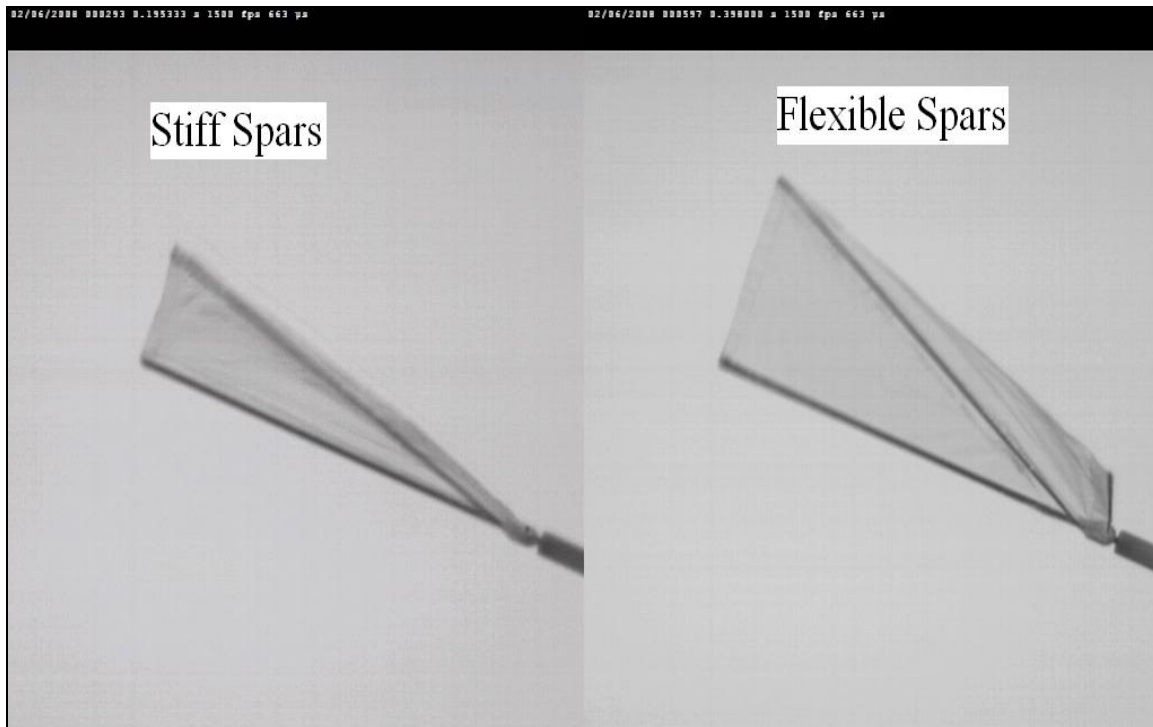 02/06/2008 000293 0.195333 s 1500 fps 663 µs
02/06/2008 000597 0.398000 s 1500 fps 663 µs
Stiff Spars
Flexible Spars